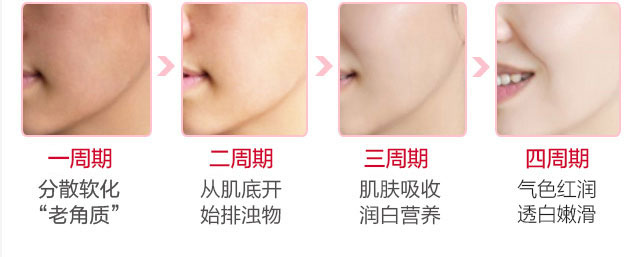 一周期
分散软化
“老角质”
二周期
从肌底开
始排浊物
三周期
肌肤吸收
润白营养
四周期
气色红润
透白嫩滑